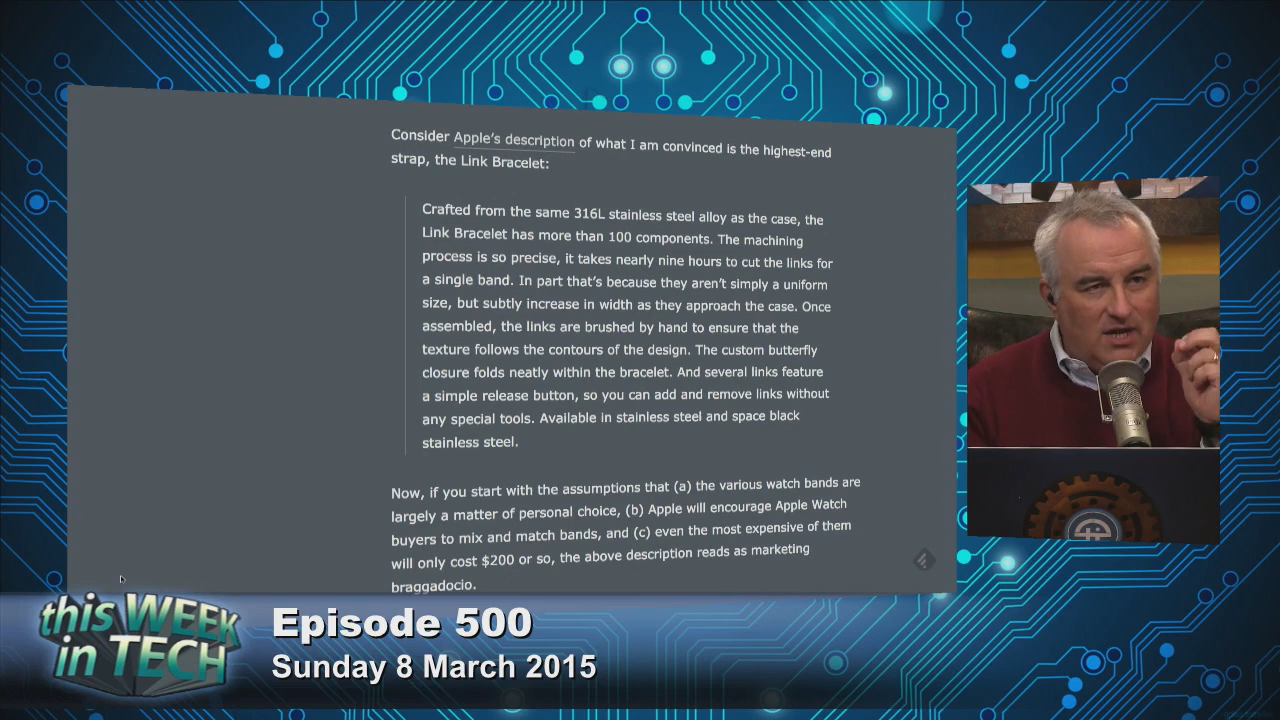 Consider Apple's description of what I am convinced is the highest-end
strap, the Link Bracelet:
Crafted from the same 316L stainless steel alloy as the case, the
Link Bracelet has more than 100 components. The machining
process is so precise, it takes nearly nine hours to cut the links for
a single band. In part that's because they aren't simply a uniform
size, but subtly increase in width as they approach the case. Once
assembled, the links are brushed by hand to ensure that the
texture follows the contours of the design. The custom butterfly
closure folds neatly within the bracelet. And several links feature
a simple release button, so you can add and remove links without
any special tools. Available in stainless steel and space black
stainless steel.
Now, if you start with the assumptions that (a) the various watch bands are
largely a matter of personal choice, (b) Apple will encourage Apple Watch
buyers to mix and match bands, and (c) even the most expensive of them
will only cost $200 or so, the above description reads as marketing
braggadocio.
this WEEK
in TECH
Episode 500
Sunday 8 March 2015